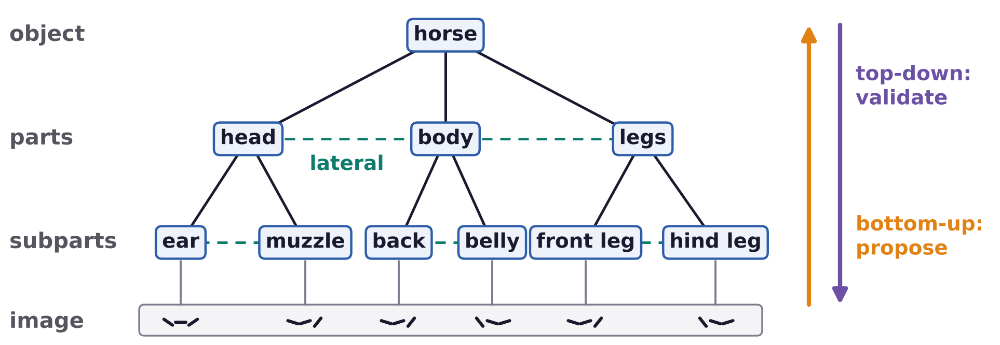 object
horse
top-down:
validate
parts
head
body
legs
lateral
bottom-up:
propose
subparts
ear
muzzle
back
belly
front leg
hind leg
image